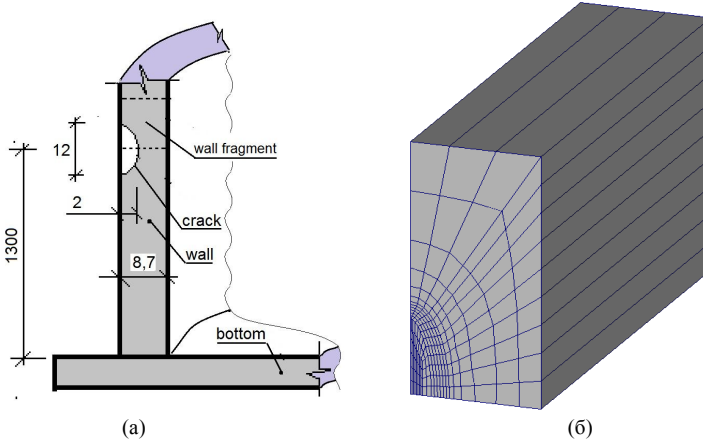 12
wall fragment
2
crack
wall
1300
8,7
bottom
(а)
(б)